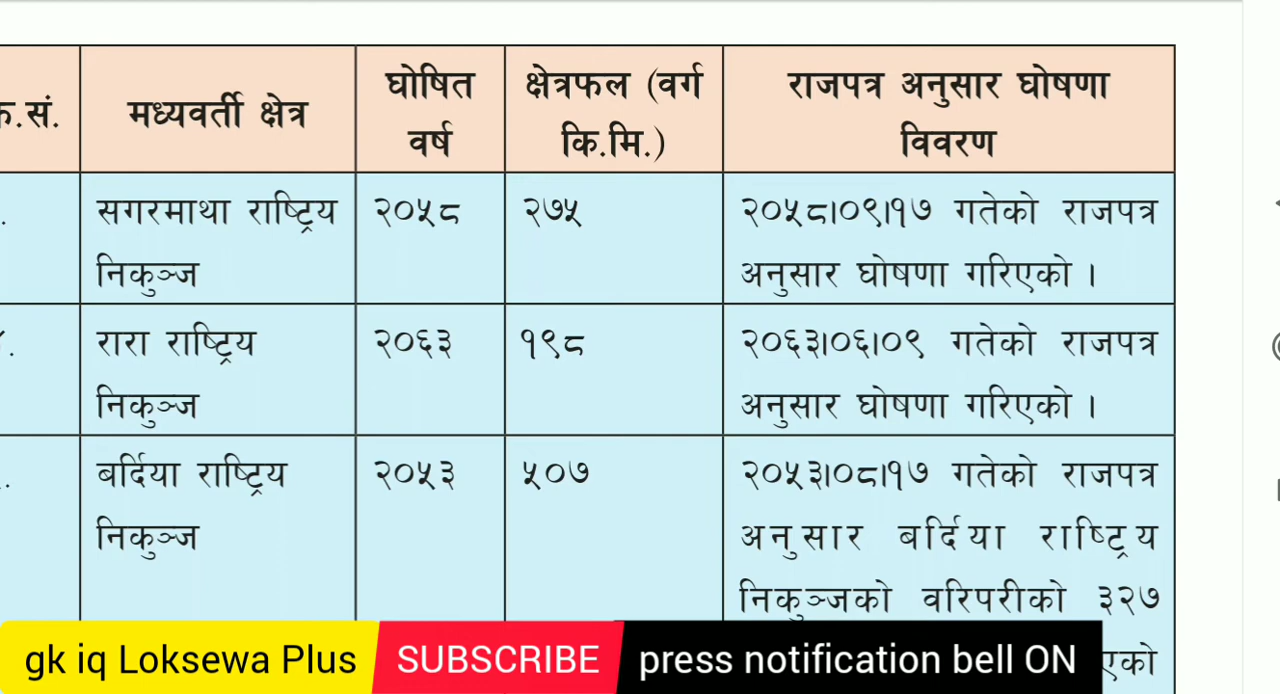 क्र.सं. मध्यवर्ती क्षेत्र घोषित वर्ष क्षेत्रफल (वर्ग कि.मि.) राजपत्र अनुसार घोषणा विवरण
सगरमाथा राष्ट्रिय २०५८ २७५ २०५८।०९।१७ गतेको राजपत्र
निकुञ्ज अनुसार घोषणा गरिएको ।
रारा राष्ट्रिय २०६३ १९८ २०६३।०६।०९ गतेको राजपत्र
निकुञ्ज अनुसार घोषणा गरिएको ।
बर्दिया राष्ट्रिय २०५३ ५०७ २०५३।०८।१७ गतेको राजपत्र
निकुञ्ज अनुसार बर्दिया राष्ट्रिय
निकुञ्जको वरिपरीको ३२७
gk iq Loksewa Plus SUBSCRIBE press notification bell ON